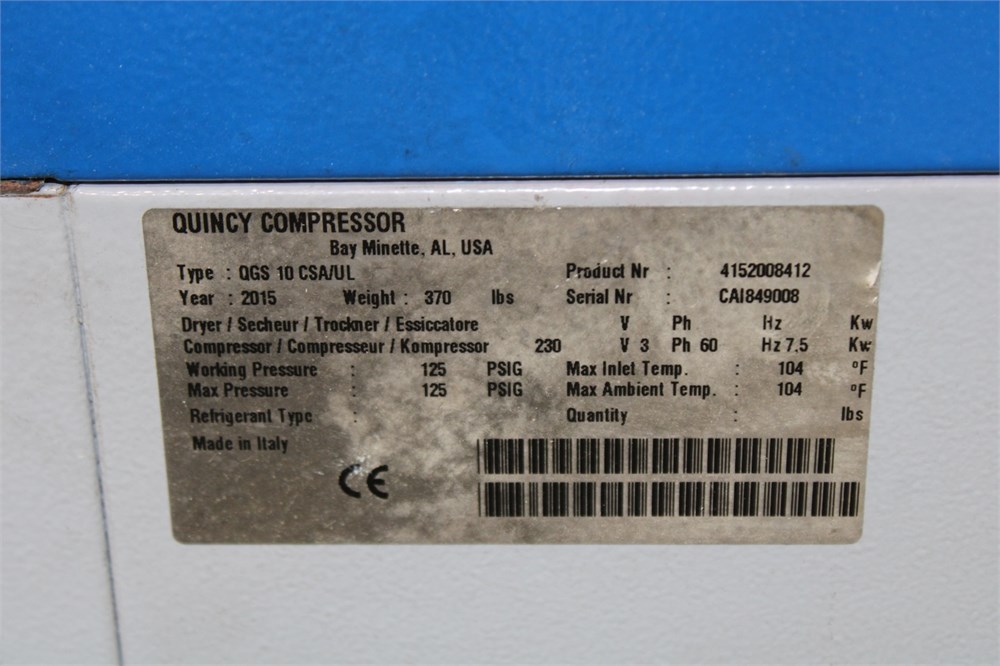 QUINCY COMPRESSOR
Bay Minette, AL, USA
Type : QGS 10 CSA/UL Product Nr : 4152008412
Year : 2015 Weight : 370 lbs Serial Nr : CAI849008
Dryer / Secheur / Trockner / Essiccatore V Ph Hz Kw
Compressor / Compresseur / Kompressor 230 V 3 Ph 60 Hz 7.5 Kw
Working Pressure : 125 PSIG Max Inlet Temp. : 104 °F
Max Pressure : 125 PSIG Max Ambient Temp. : 104 °F
Refrigerant Type : Quantity : lbs
Made in Italy
CE